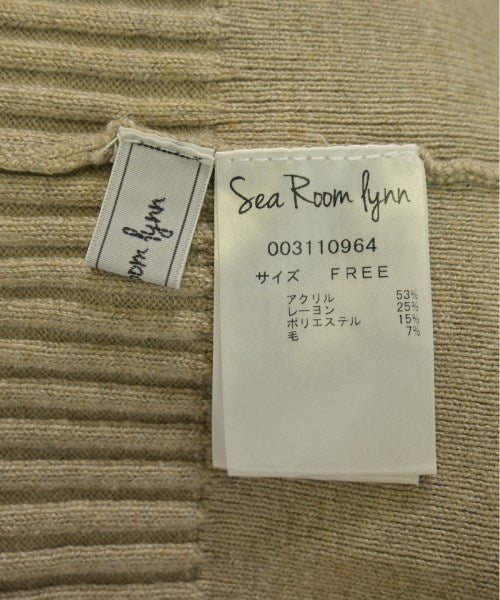 room lynn
Sea Room lynn
003110964
サイズ FREE
アクリル 53%
レーヨン 25%
ポリエステル 15%
毛 7%